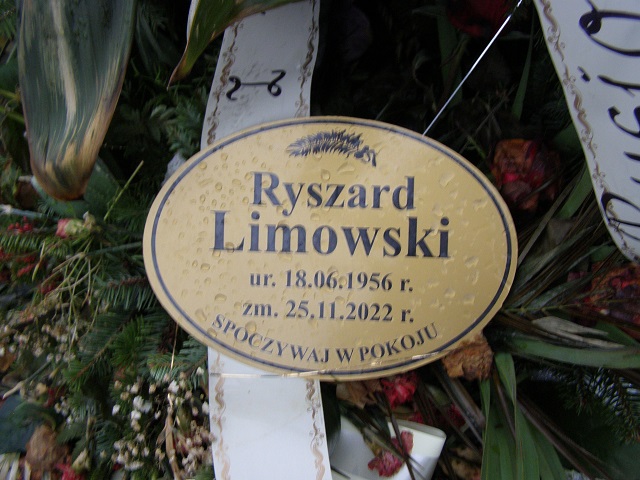 Ryszard
Limowski
ur. 18.06.1956 r.
zm. 25.11.2022 r.
SPOCZYWAJ W POKOJU